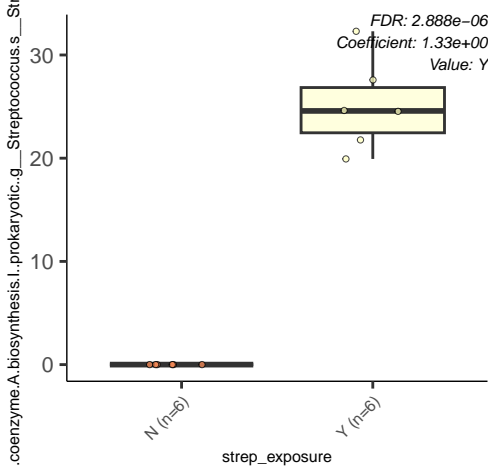 FDR: 2.888e−06
Coefficient: 1.33e+00
Value: Y
.coenzyme.A.biosynthesis.I..prokaryotic.g__Streptococcus.s__Str
30
20
10
0
N (n=6)
Y (n=6)
strep_exposure